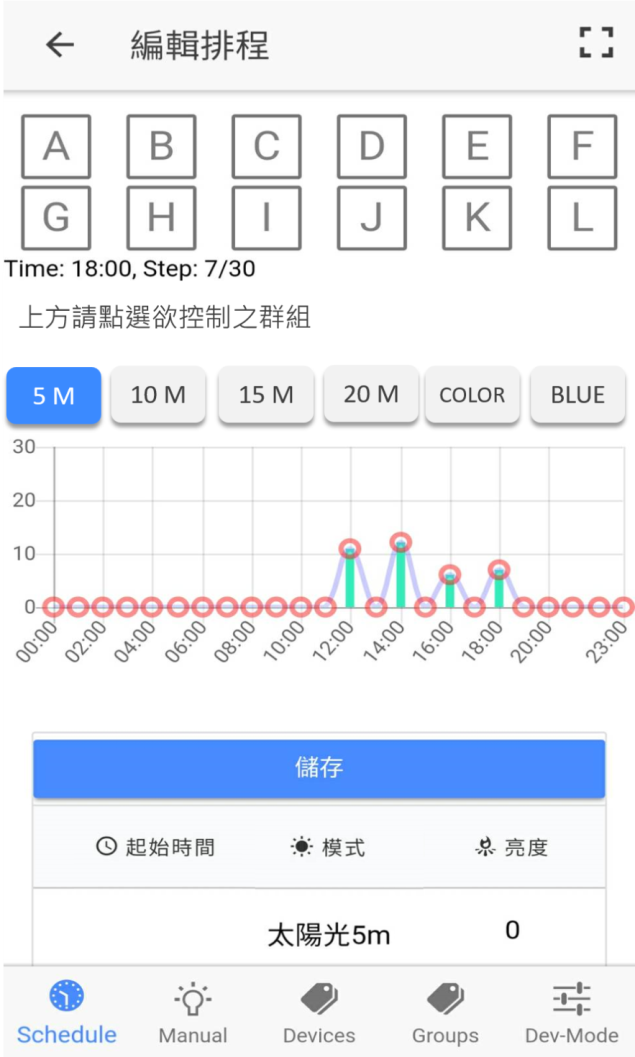 編輯排程
A B C D E F
G H I J K L
Time: 18:00, Step: 7/30
上方請點選欲控制之群組
5 M 10 M 15 M 20 M COLOR BLUE
30
20
10
0
00:00 02:00 04:00 06:00 08:00 10:00 12:00 14:00 16:00 18:00 20:00 23:00
儲存
起始時間 模式 亮度
太陽光5m 0
Schedule Manual Devices Groups Dev-Mode